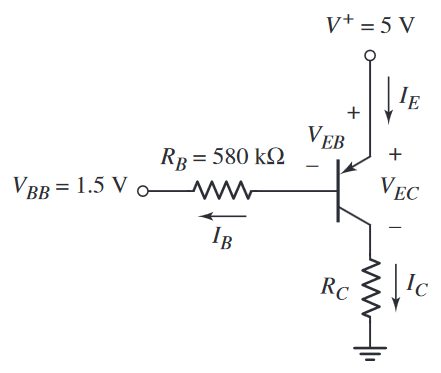 V⁺ = 5 V
I_E
+
V_EB
−
R_B = 580 kΩ
+
V_BB = 1.5 V
V_EC
−
I_B
R_C
I_C